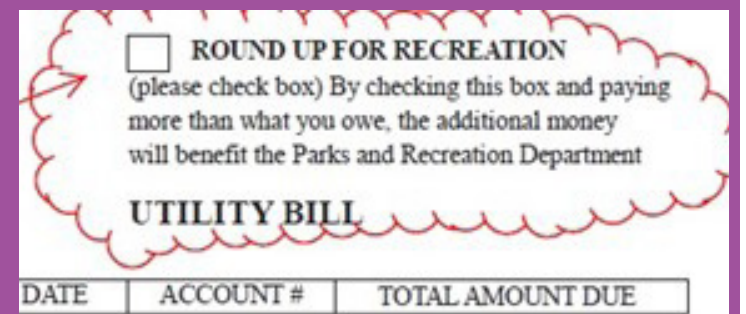 ROUND UP FOR RECREATION
(please check box) By checking this box and paying
more than what you owe, the additional money
will benefit the Parks and Recreation Department
UTILITY BILL
DATE ACCOUNT # TOTAL AMOUNT DUE